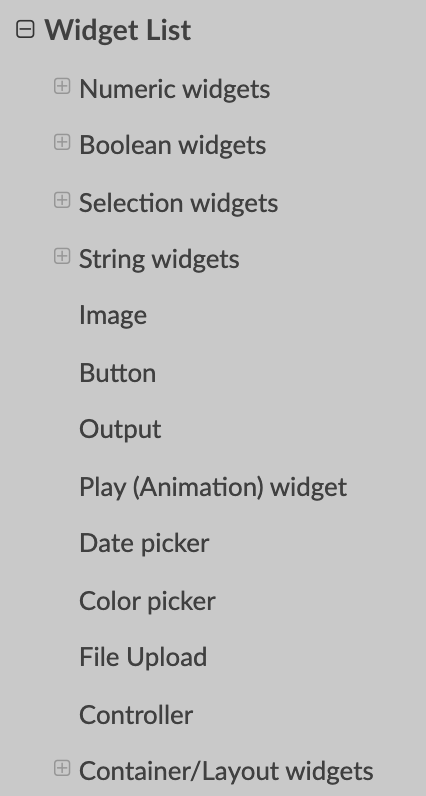 Widget List
Numeric widgets
Boolean widgets
Selection widgets
String widgets
Image
Button
Output
Play (Animation) widget
Date picker
Color picker
File Upload
Controller
Container/Layout widgets